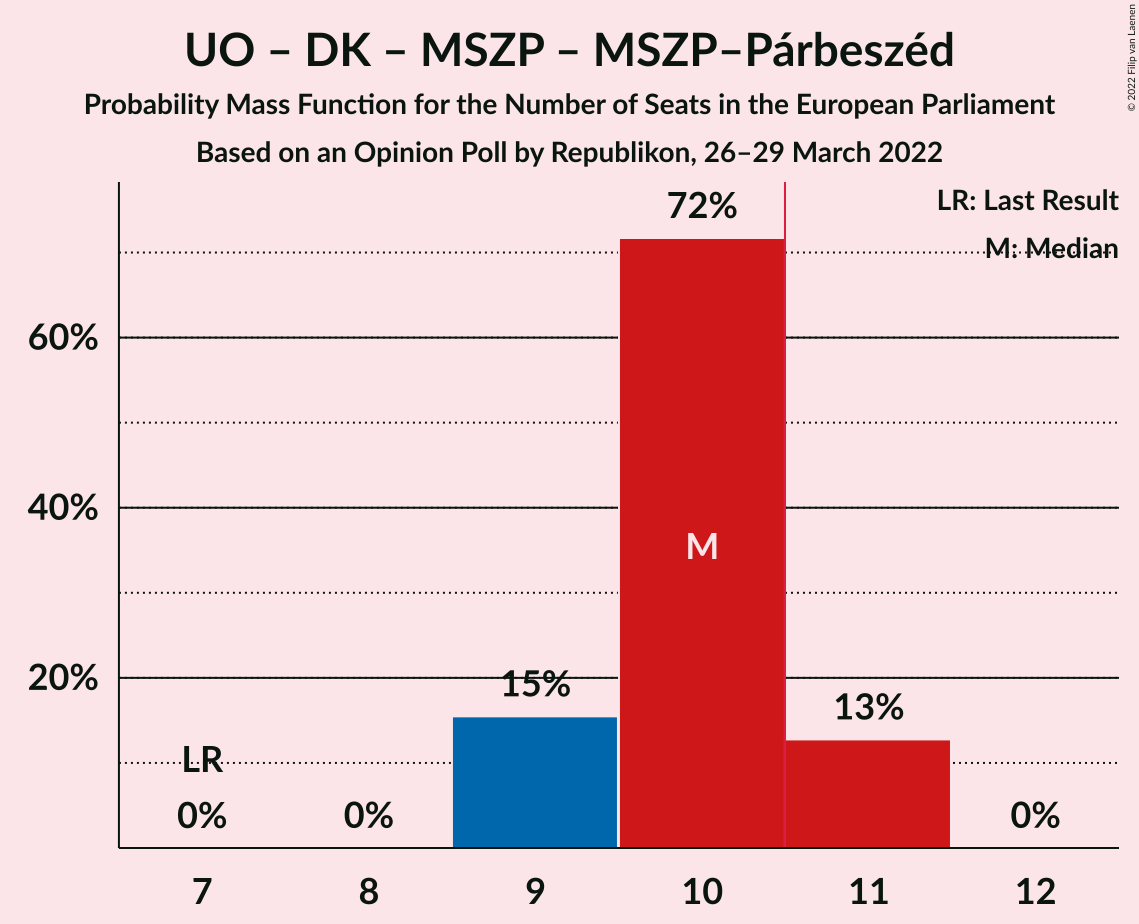 UO – DK – MSZP – MSZP–Párbeszéd
Probability Mass Function for the Number of Seats in the European Parliament
Based on an Opinion Poll by Republikon, 26–29 March 2022
© 2022 Filip van Laenen
LR: Last Result
M: Median
72%
60%
40%
M
20%
15%
13%
LR
0%
0%
0%
7
8
9
10
11
12